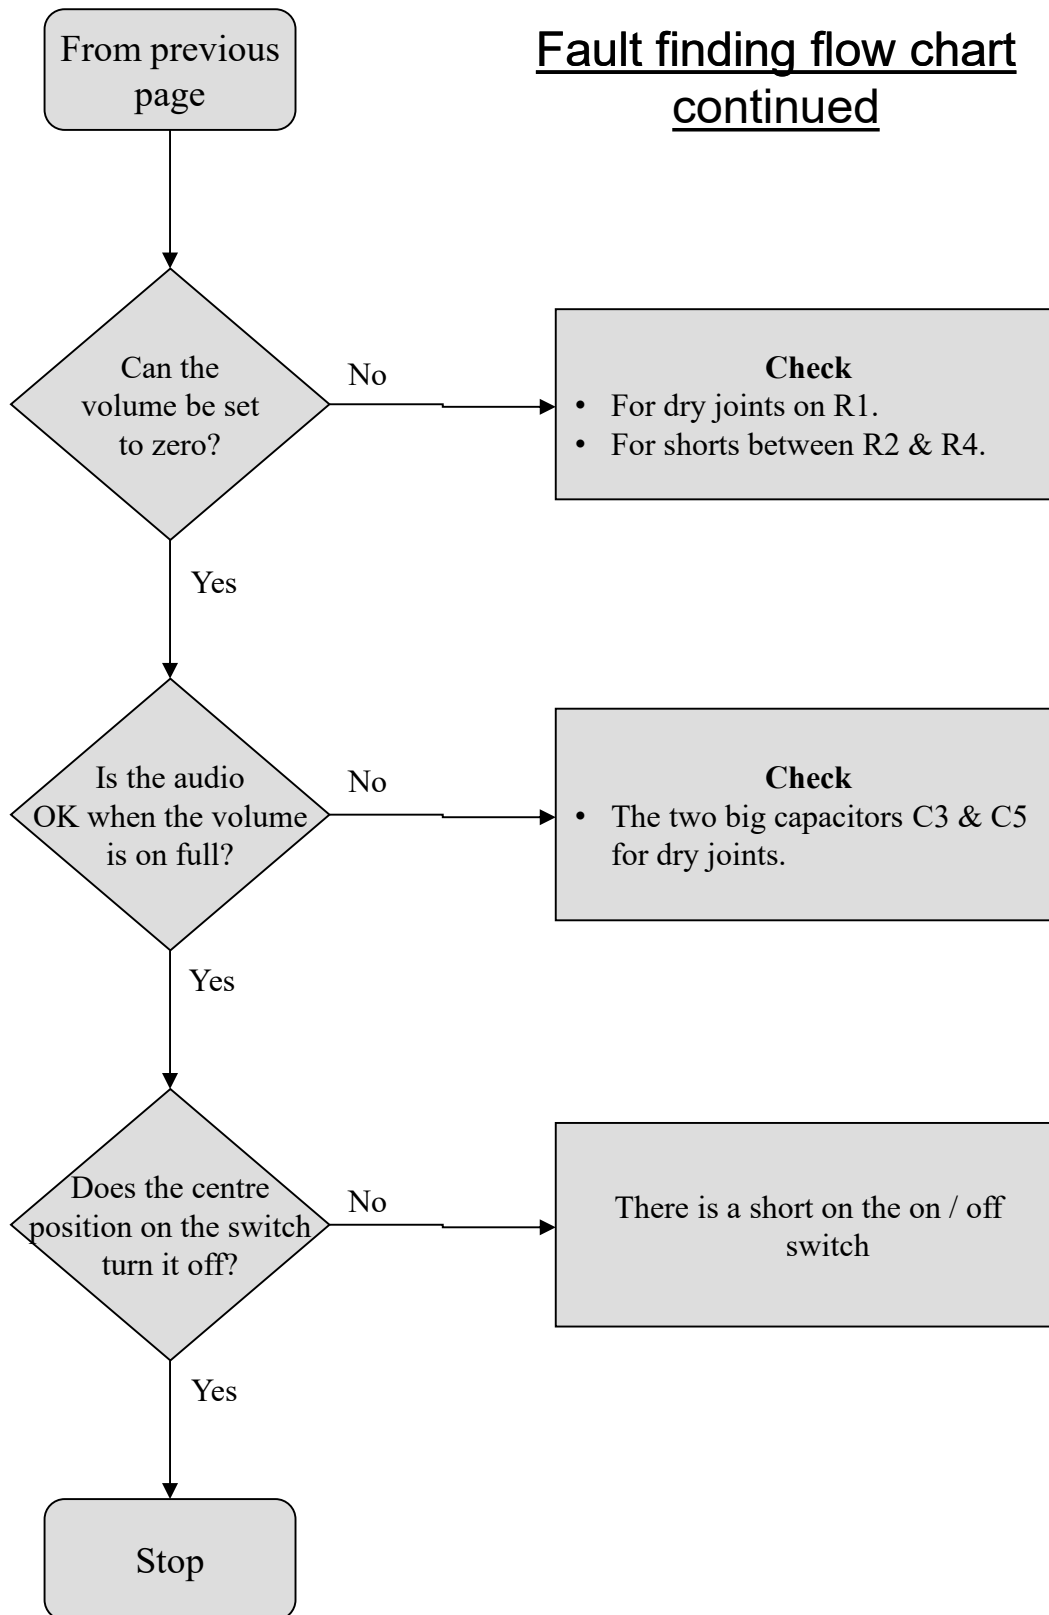 From previous
page
Fault finding flow chart
continued
Can the
volume be set
to zero?
No
Check
• For dry joints on R1.
• For shorts between R2 & R4.
Yes
Is the audio
OK when the volume
is on full?
No
Check
• The two big capacitors C3 & C5
for dry joints.
Yes
Does the centre
position on the switch
turn it off?
No
There is a short on the on / off
switch
Yes
Stop